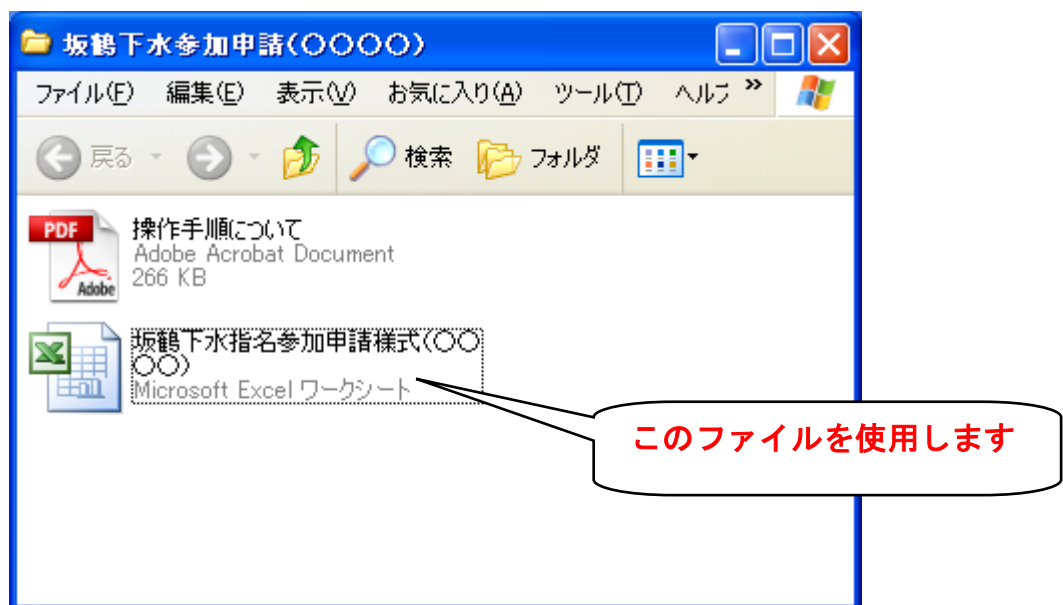 坂鶴下水参加申請(〇〇〇〇)
ファイル(F) 編集(E) 表示(V) お気に入り(A) ツール(T) ヘルプ »
戻る 検索 フォルダ
PDF
Adobe
操作手順について
Adobe Acrobat Document
266 KB
坂鶴下水指名参加申請様式(〇〇
〇〇)
Microsoft Excel ワークシート
このファイルを使用します